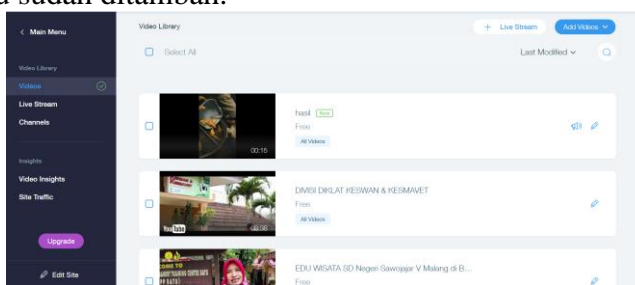 sudah ditambah.
< Main Menu
Video Library
+ Live Stream
Add Videos
Select All
Last Modified
Video Library
Videos
Live Stream
Channels
Insights
Video Insights
Site Traffic
Upgrade
Edit Site
hasil New
Free
All Videos
00:15
DIVISI DIKLAT KESWAN & KESMAVET
Free
All Videos
YouTube
EDU WISATA SD Negeri Sawojajar V Malang di B...
Free